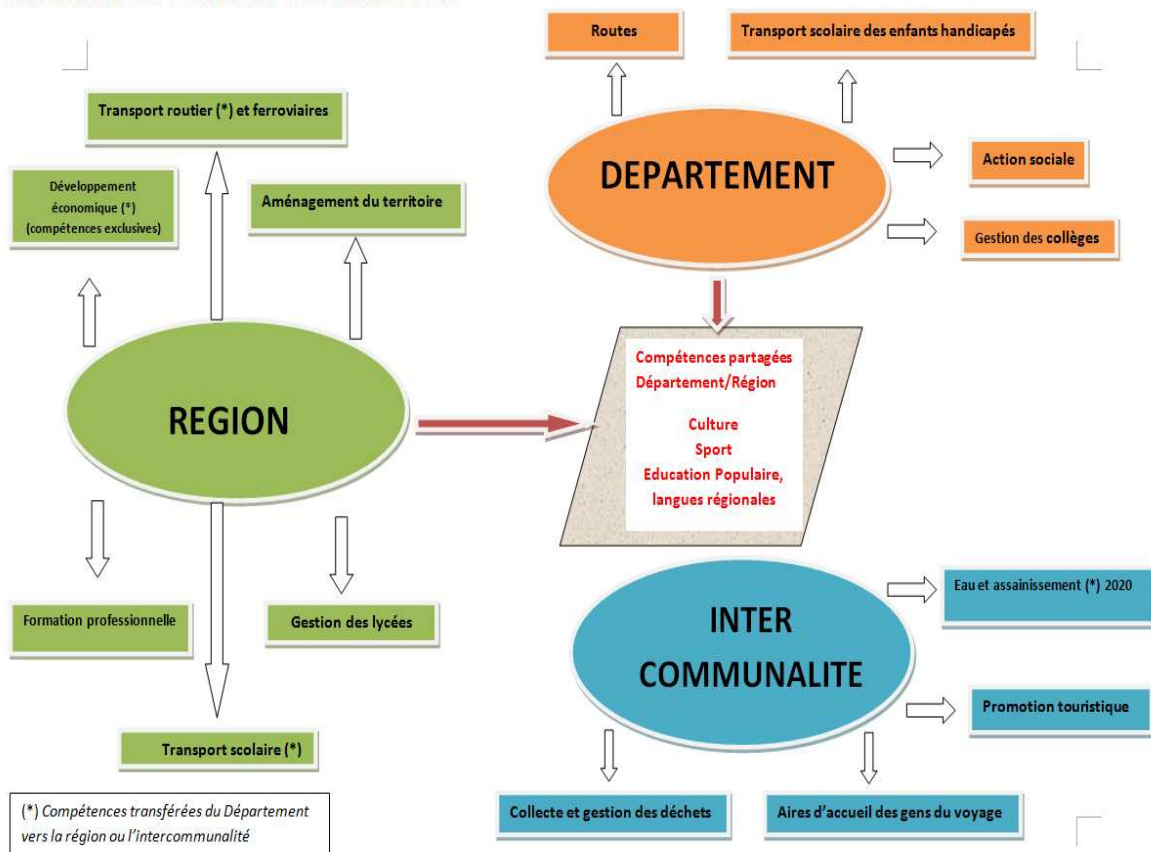 Routes
Transport scolaire des enfants handicapés
Transport routier (*) et ferroviaires
DEPARTEMENT
Action sociale
Développement
économique (*)
(compétences exclusives)
Aménagement du territoire
Gestion des collèges
Compétences partagées
Département/Région
Culture
Sport
Education Populaire,
langues régionales
REGION
Formation professionnelle
Gestion des lycées
Transport scolaire (*)
INTER
COMMUNALITE
Eau et assainissement (*) 2020
Promotion touristique
Collecte et gestion des déchets
Aires d'accueil des gens du voyage
(*) Compétences transférées du Département
vers la région ou l'intercommunalité